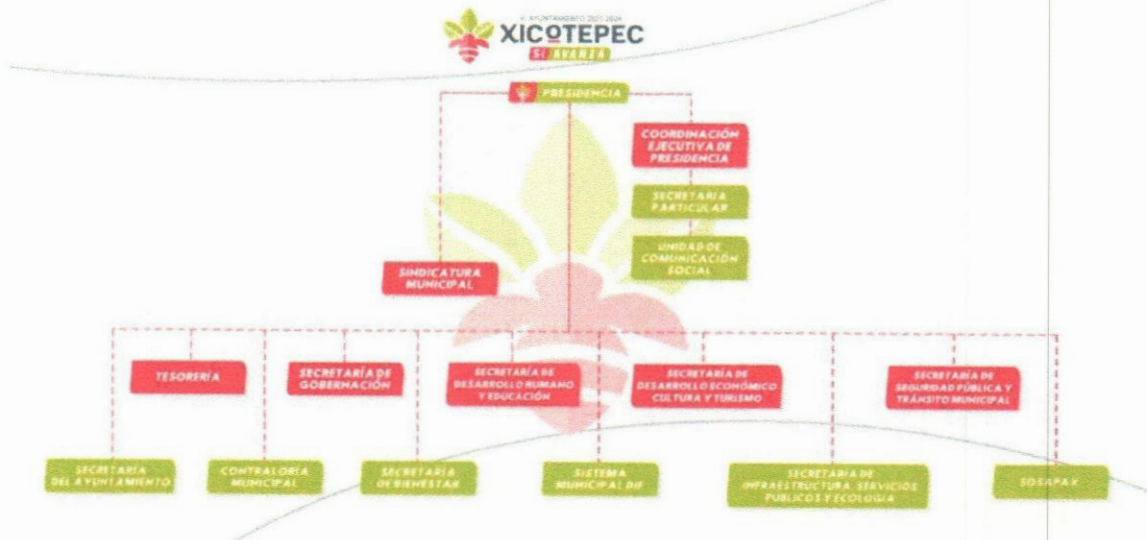 H. AYUNTAMIENTO 2021-2024
XICOTEPEC
SÍ AVANZA
PRESIDENCIA
COORDINACIÓN
EJECUTIVA DE
PRESIDENCIA
SECRETARÍA
PARTICULAR
UNIDAD DE
COMUNICACIÓN
SOCIAL
SINDICATURA
MUNICIPAL
TESORERÍA
SECRETARÍA DE
GOBERNACIÓN
SECRETARÍA DE
DESARROLLO HUMANO
Y EDUCACIÓN
SECRETARÍA DE
DESARROLLO ECONÓMICO
CULTURA Y TURISMO
SECRETARÍA DE
SEGURIDAD PÚBLICA Y
TRÁNSITO MUNICIPAL
SECRETARÍA
DEL AYUNTAMIENTO
CONTRALORÍA
MUNICIPAL
SECRETARÍA
DE BIENESTAR
SISTEMA
MUNICIPAL DIF
SECRETARÍA DE
INFRAESTRUCTURA, SERVICIOS
PÚBLICOS Y ECOLOGÍA
SOSAPAX